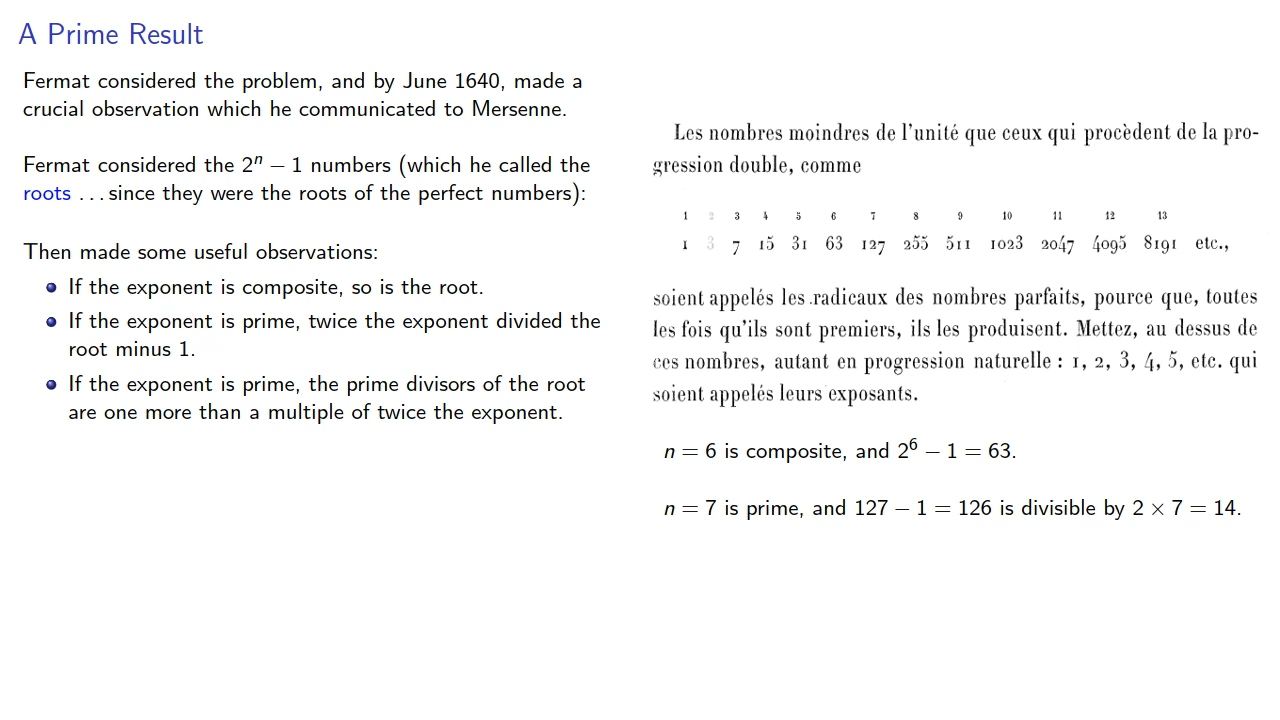 A Prime Result
Fermat considered the problem, and by June 1640, made a
crucial observation which he communicated to Mersenne.
Fermat considered the 2ⁿ − 1 numbers (which he called the
roots ...since they were the roots of the perfect numbers):
Then made some useful observations:
If the exponent is composite, so is the root.
If the exponent is prime, twice the exponent divided the
root minus 1.
If the exponent is prime, the prime divisors of the root
are one more than a multiple of twice the exponent.
Les nombres moindres de l'unité que ceux qui procèdent de la pro-
gression double, comme
1 2 3 4 5 6 7 8 9 10 11 12 13
1 3 7 15 31 63 127 255 511 1023 2047 4095 8191 etc.,
soient appelés les radicaux des nombres parfaits, pource que, toutes
les fois qu'ils sont premiers, ils les produisent. Mettez, au dessus de
ces nombres, autant en progression naturelle : 1, 2, 3, 4, 5, etc. qui
soient appelés leurs exposants.
n = 6 is composite, and 2⁶ − 1 = 63.
n = 7 is prime, and 127 − 1 = 126 is divisible by 2 × 7 = 14.